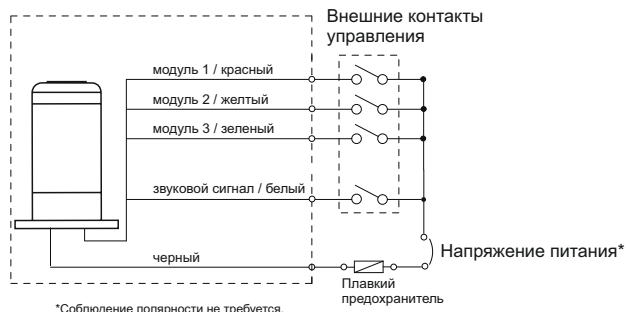 Внешние контакты
управления
модуль 1 / красный
модуль 2 / желтый
модуль 3 / зеленый
звуковой сигнал / белый
черный
Напряжение питания*
Плавкий
предохранитель
*Соблюдение полярности не требуется.